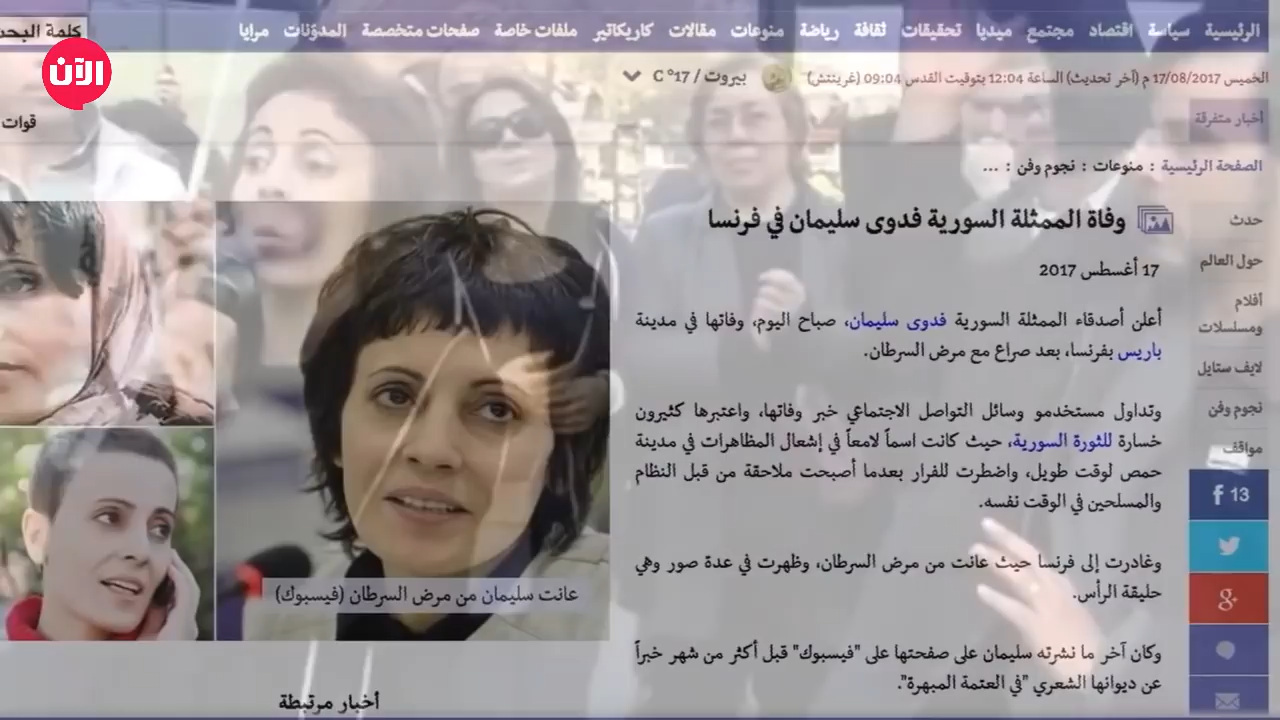 الرئيسية سياسة اقتصاد مجتمع ميديا تحقيقات ثقافة رياضة منوعات مقالات كاريكاتير ملفات خاصة صفحات متخصصة المدوّنات مرايا
كلمة البحث
الآن
الخميس 17/08/2017 م (آخر تحديث) الساعة 12:04 بتوقيت القدس 09:04 (غرينتش)
بيروت / 17° C
أخبار متفرقة
قوات
الصفحة الرئيسية : منوعات : نجوم وفن : ...
وفاة الممثلة السورية فدوى سليمان في فرنسا
17 أغسطس 2017
أعلن أصدقاء الممثلة السورية فدوى سليمان، صباح اليوم، وفاتها في مدينة
باريس بفرنسا، بعد صراع مع مرض السرطان.
وتداول مستخدمو وسائل التواصل الاجتماعي خبر وفاتها، واعتبرها كثيرون
خسارة للثورة السورية، حيث كانت اسماً لامعاً في إشعال المظاهرات في مدينة
حمص لوقت طويل، واضطرت للفرار بعدما أصبحت ملاحقة من قبل النظام
والمسلحين في الوقت نفسه.
وغادرت إلى فرنسا حيث عانت من مرض السرطان، وظهرت في عدة صور وهي
حليقة الرأس.
وكان آخر ما نشرته سليمان على صفحتها على "فيسبوك" قبل أكثر من شهر خبراً
عن ديوانها الشعري "في العتمة المبهرة".
حدث
حول العالم
أفلام
ومسلسلات
لايف ستايل
نجوم وفن
مواقف
f 13
g+
عانت سليمان من مرض السرطان (فيسبوك)
أخبار مرتبطة